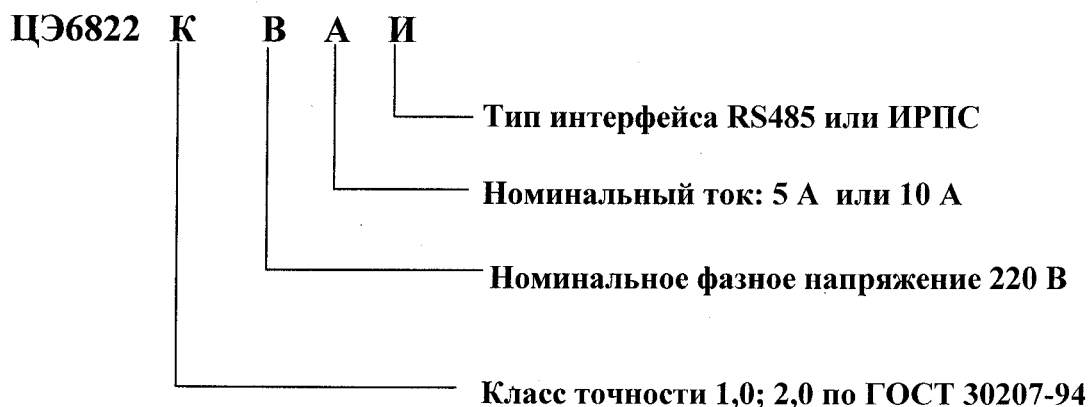 ЦЭ6822 К В А И
Тип интерфейса RS485 или ИРПС
Номинальный ток: 5 А или 10 А
Номинальное фазное напряжение 220 В
Класс точности 1,0; 2,0 по ГОСТ 30207-94